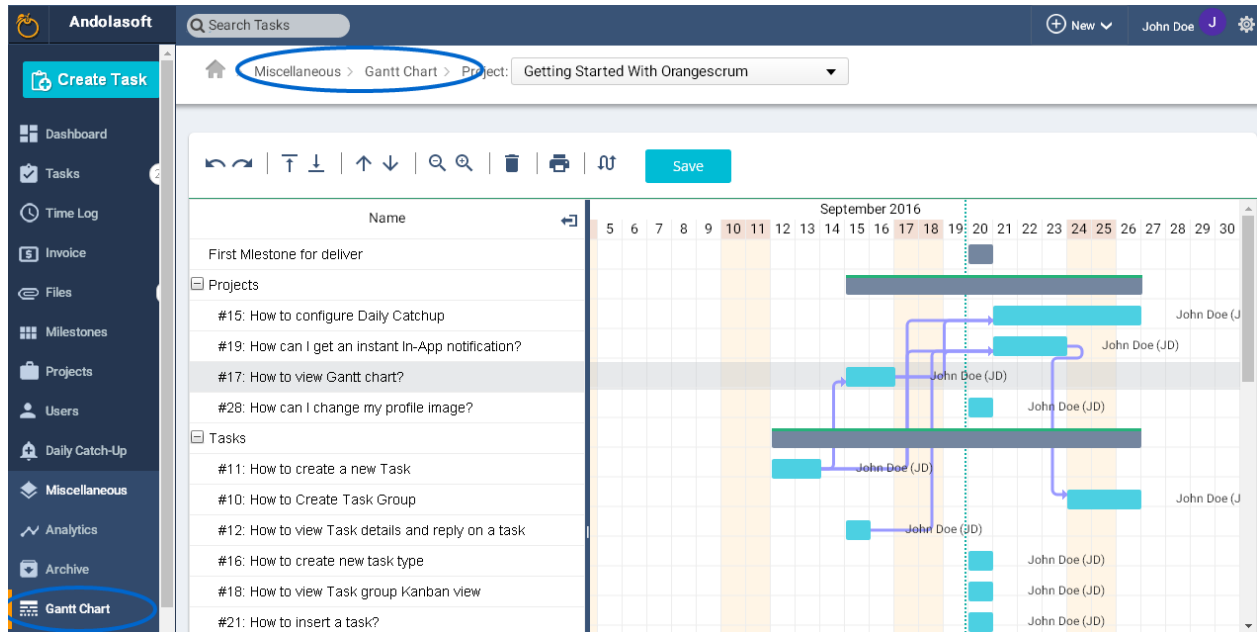 Andolasoft
Search Tasks
New
John Doe J
Create Task
Miscellaneous > Gantt Chart > Project: Getting Started With Orangescrum
Dashboard
Tasks 2
Time Log
Invoice
Files
Milestones
Projects
Users
Daily Catch-Up
Miscellaneous
Analytics
Archive
Gantt Chart
Save
Name
September 2016
5 6 7 8 9 10 11 12 13 14 15 16 17 18 19 20 21 22 23 24 25 26 27 28 29 30
First Mlestone for deliver
Projects
#15: How to configure Daily Catchup
John Doe (J
#19: How can I get an instant In-App notification?
John Doe (JD)
#17: How to view Gantt chart?
John Doe (JD)
#28: How can I change my profile image?
John Doe (JD)
Tasks
#11: How to create a new Task
John Doe (JD)
#10: How to Create Task Group
John Doe (J
#12: How to view Task details and reply on a task
John Doe (JD)
#16: How to create new task type
John Doe (JD)
#18: How to view Task group Kanban view
John Doe (JD)
#21: How to insert a task?
John Doe (JD)